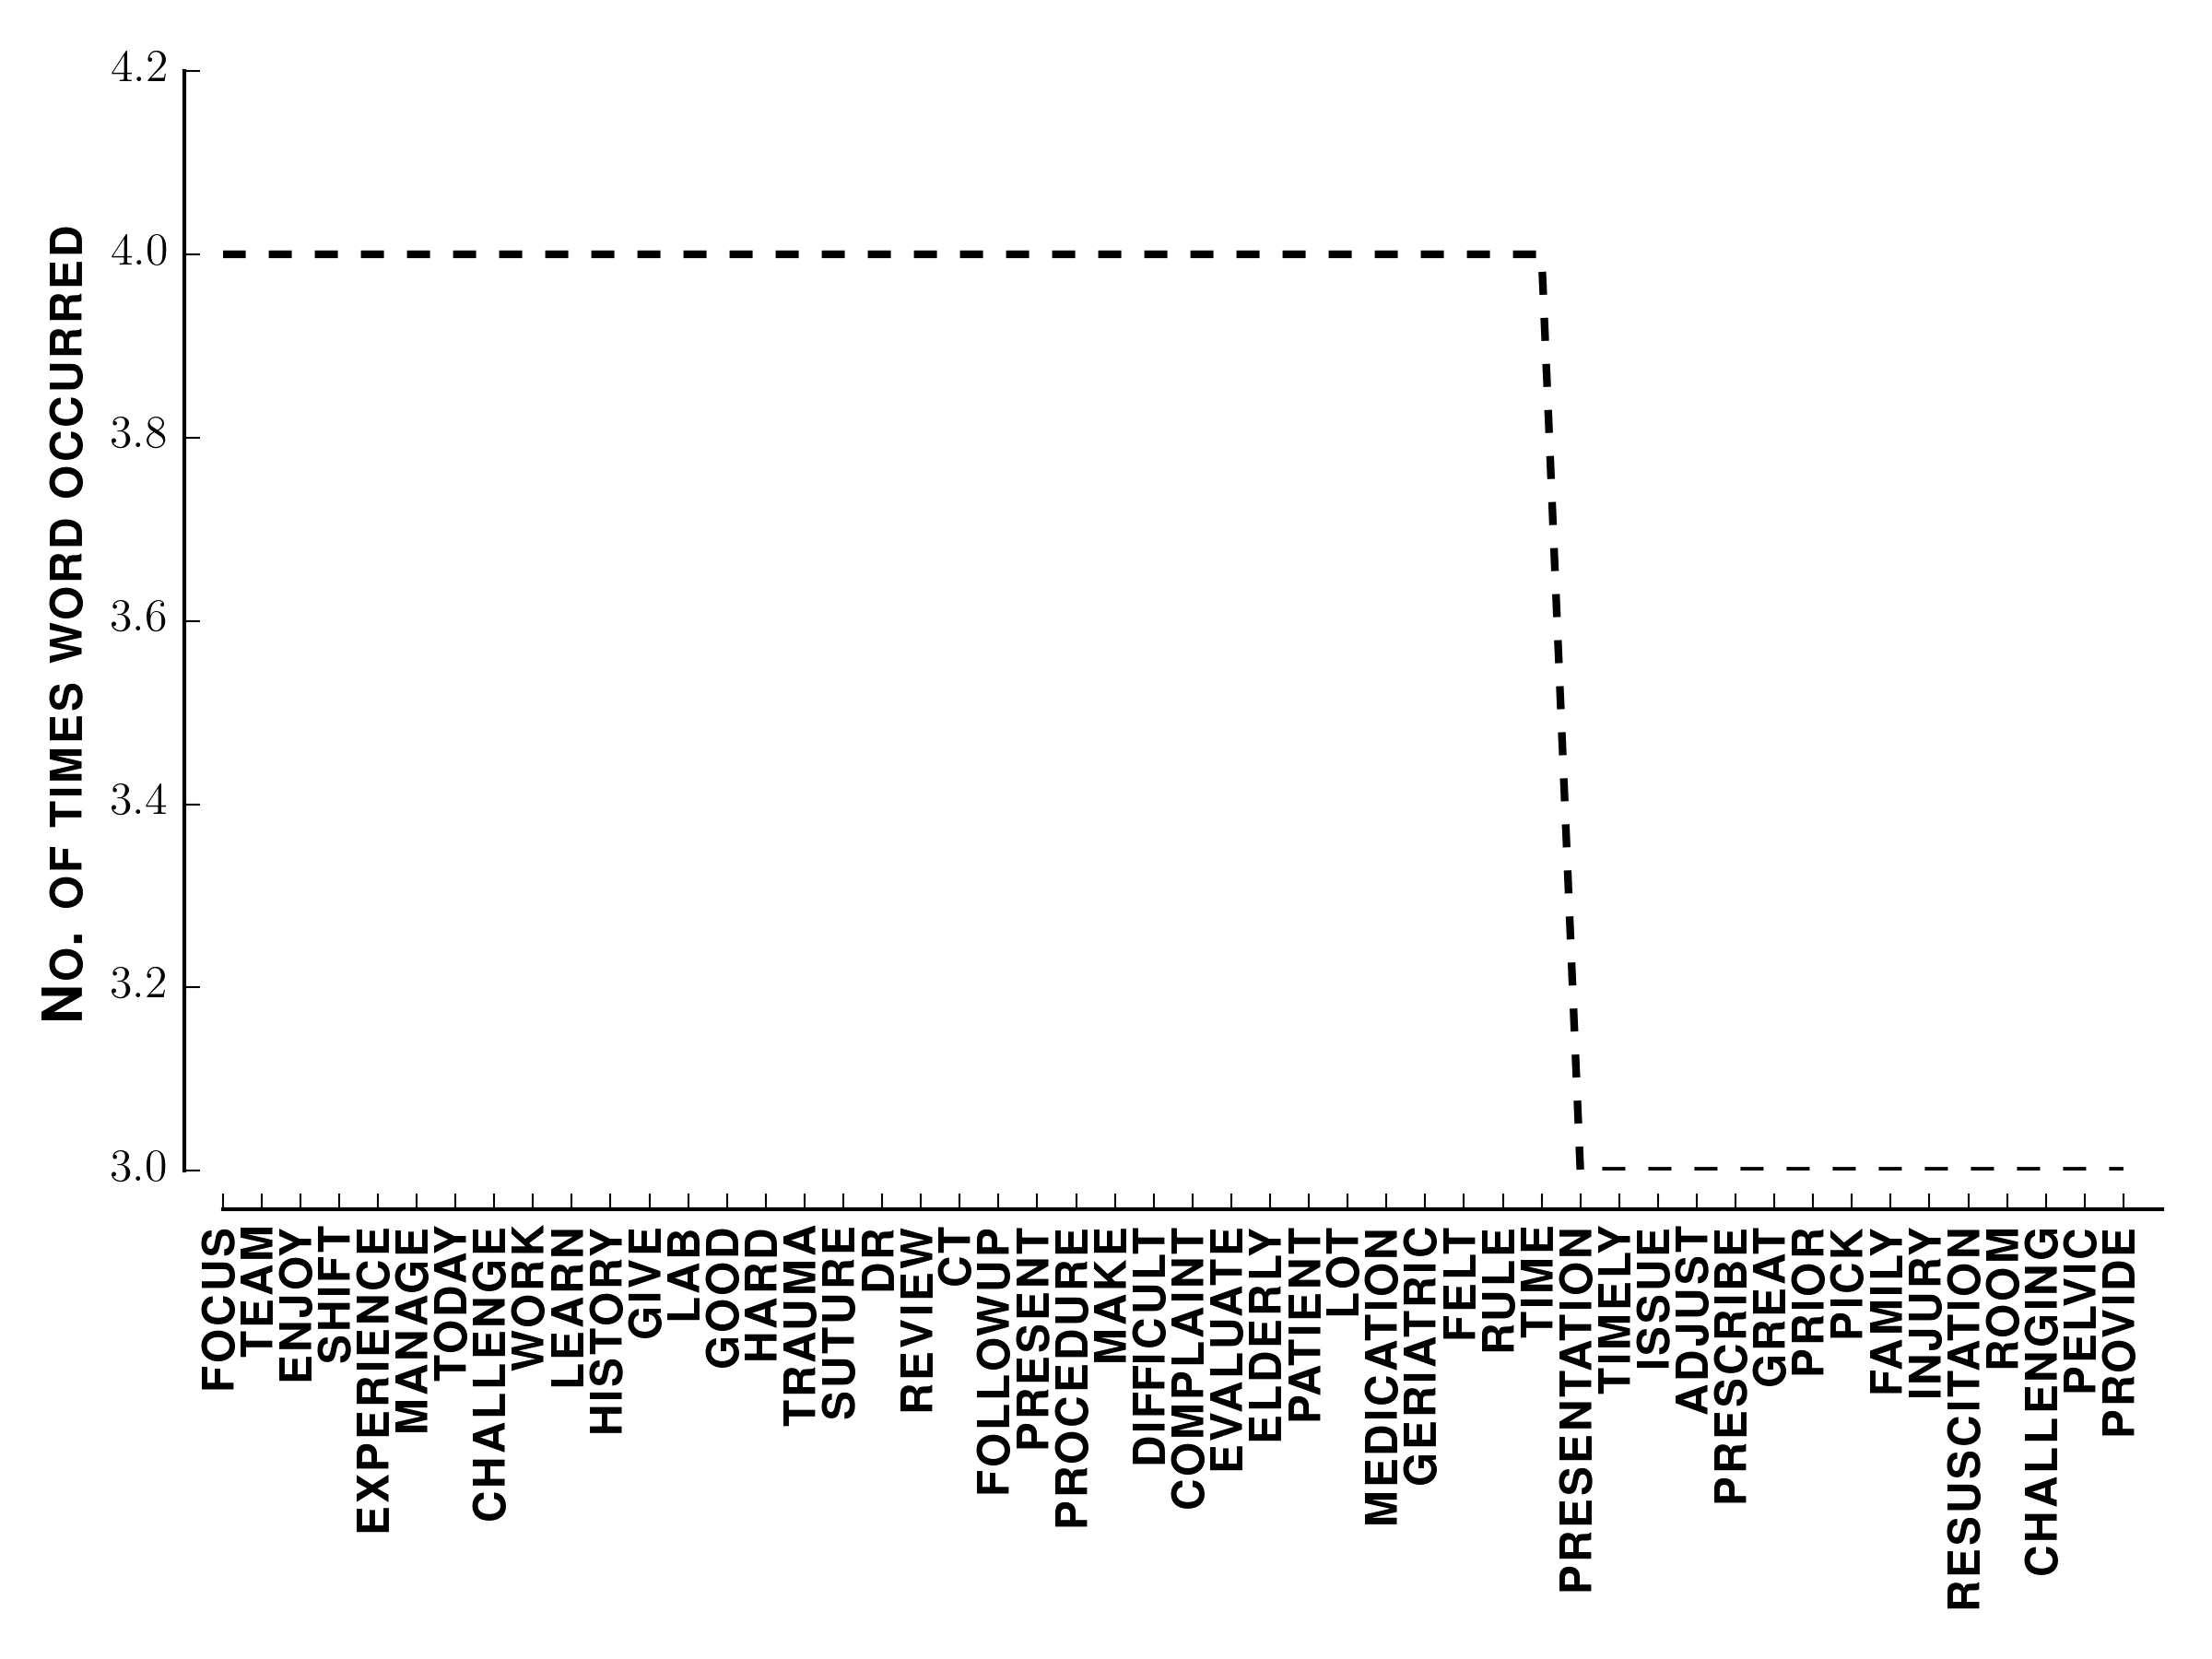 4.2
4.0
3.8
3.6
3.4
3.2
3.0
NO. OF TIMES WORD OCCURRED
FOCUS
TEAM
ENJOY
SHIFT
EXPERIENCE
MANAGE
TODAY
CHALLENGE
WORK
LEARN
HISTORY
GIVE
LAB
GOOD
HARD
TRAUMA
SUTURE
DR
REVIEW
CT
FOLLOWUP
PRESENT
PROCEDURE
MAKE
DIFFICULT
COMPLAINT
EVALUATE
ELDERLY
PATIENT
LOT
MEDICATION
GERIATRIC
FELT
RULE
TIME
PRESENTATION
TIMELY
ISSUE
ADJUST
PRESCRIBE
GREAT
PRIOR
PICK
FAMILY
INJURY
RESUSCITATION
ROOM
CHALLENGING
PELVIC
PROVIDE